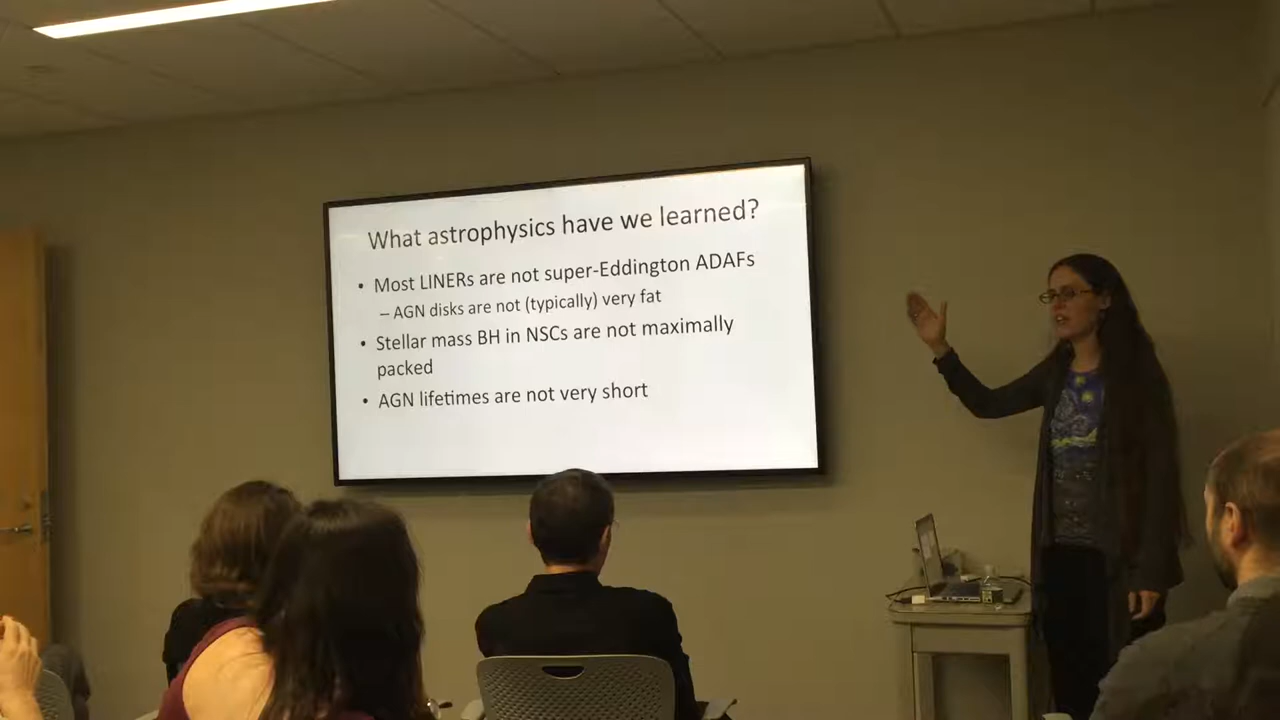 What astrophysics have we learned?
• Most LINERs are not super-Eddington ADAFs
– AGN disks are not (typically) very fat
• Stellar mass BH in NSCs are not maximally
packed
• AGN lifetimes are not very short